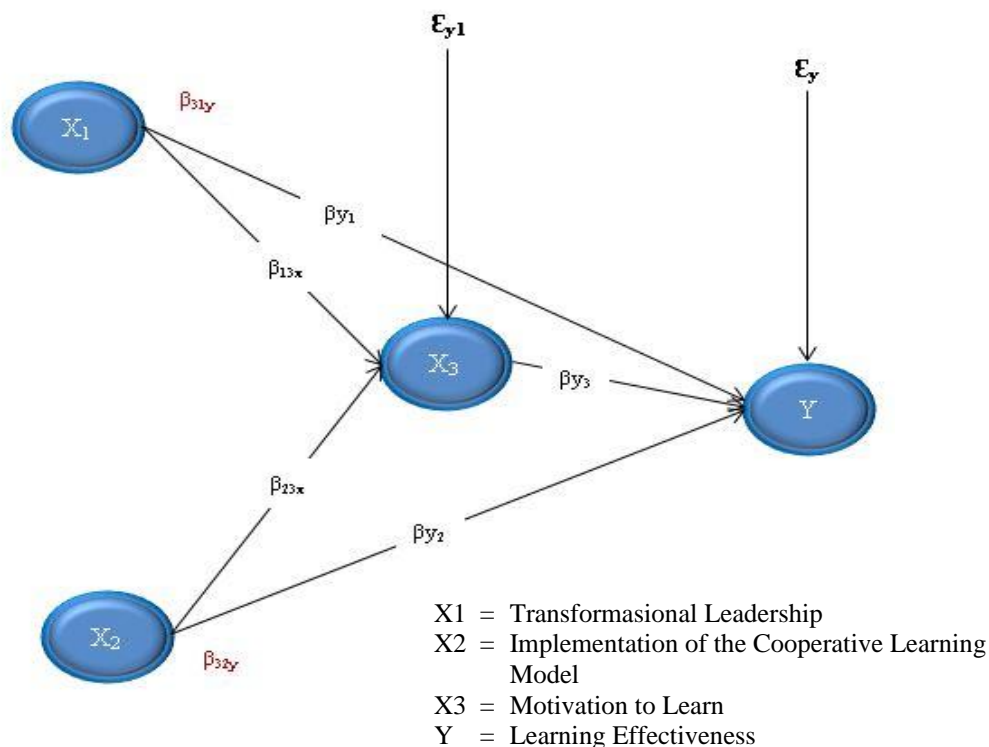 εy1
εy
β31y
X1
βy1
β13x
X3
βy3
Y
β23x
βy2
X2
β32y
X1 = Transformasional Leadership
X2 = Implementation of the Cooperative Learning
Model
X3 = Motivation to Learn
Y = Learning Effectiveness